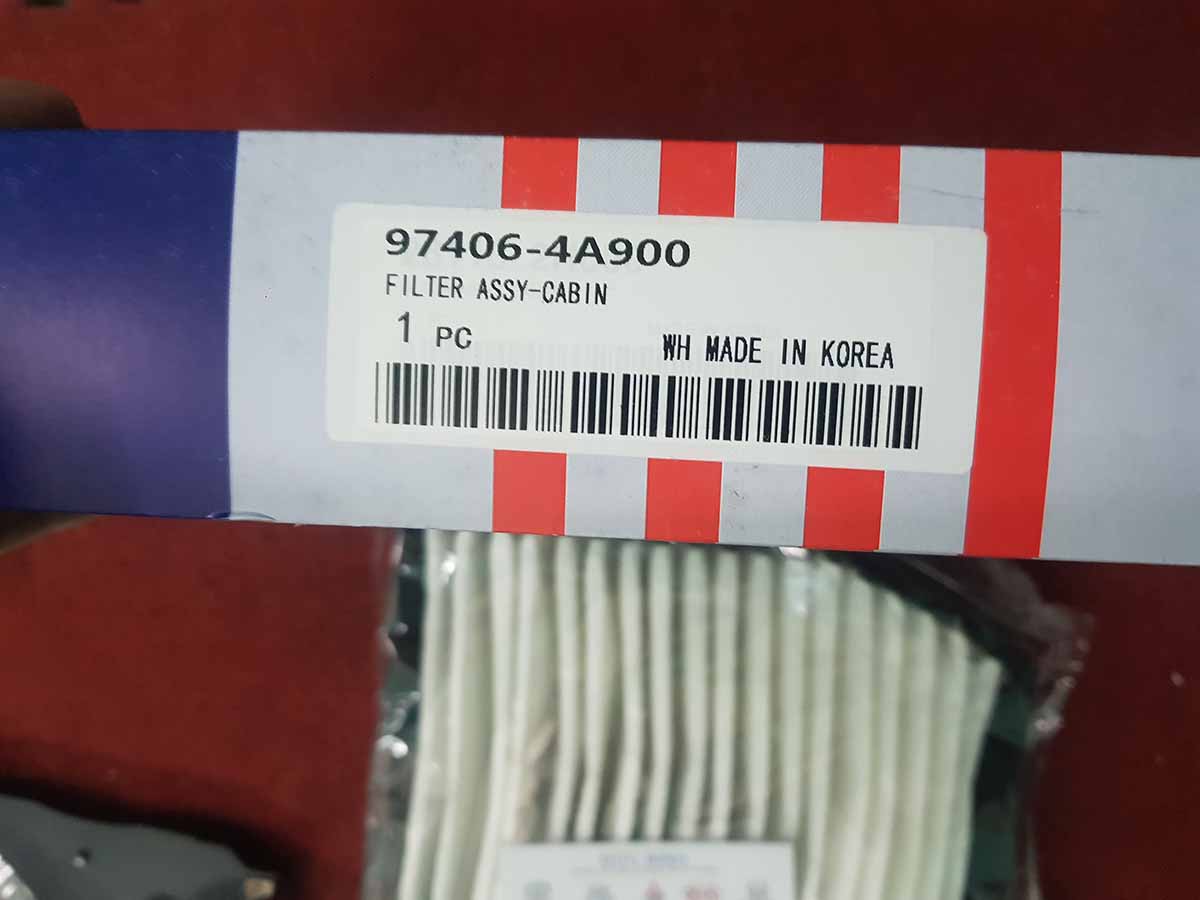 97406-4A900
FILTER ASSY-CABIN
1 PC
WH MADE IN KOREA